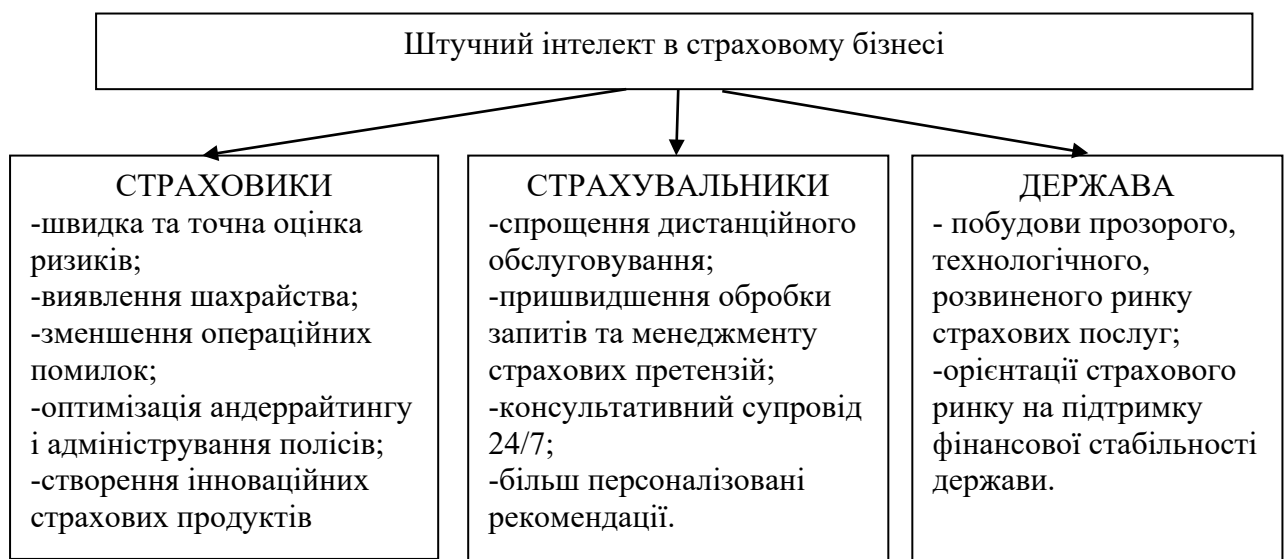 Штучний інтелект в страховому бізнесі
СТРАХОВИКИ
-швидка та точна оцінка
ризиків;
-виявлення шахрайства;
-зменшення операційних
помилок;
-оптимізація андеррайтингу
і адміністрування полісів;
-створення інноваційних
страхових продуктів
СТРАХУВАЛЬНИКИ
-спрощення дистанційного
обслуговування;
-пришвидшення обробки
запитів та менеджменту
страхових претензій;
-консультативний супровід
24/7;
-більш персоналізовані
рекомендації.
ДЕРЖАВА
- побудови прозорого,
технологічного,
розвиненого ринку
страхових послуг;
-орієнтації страхового
ринку на підтримку
фінансової стабільності
держави.